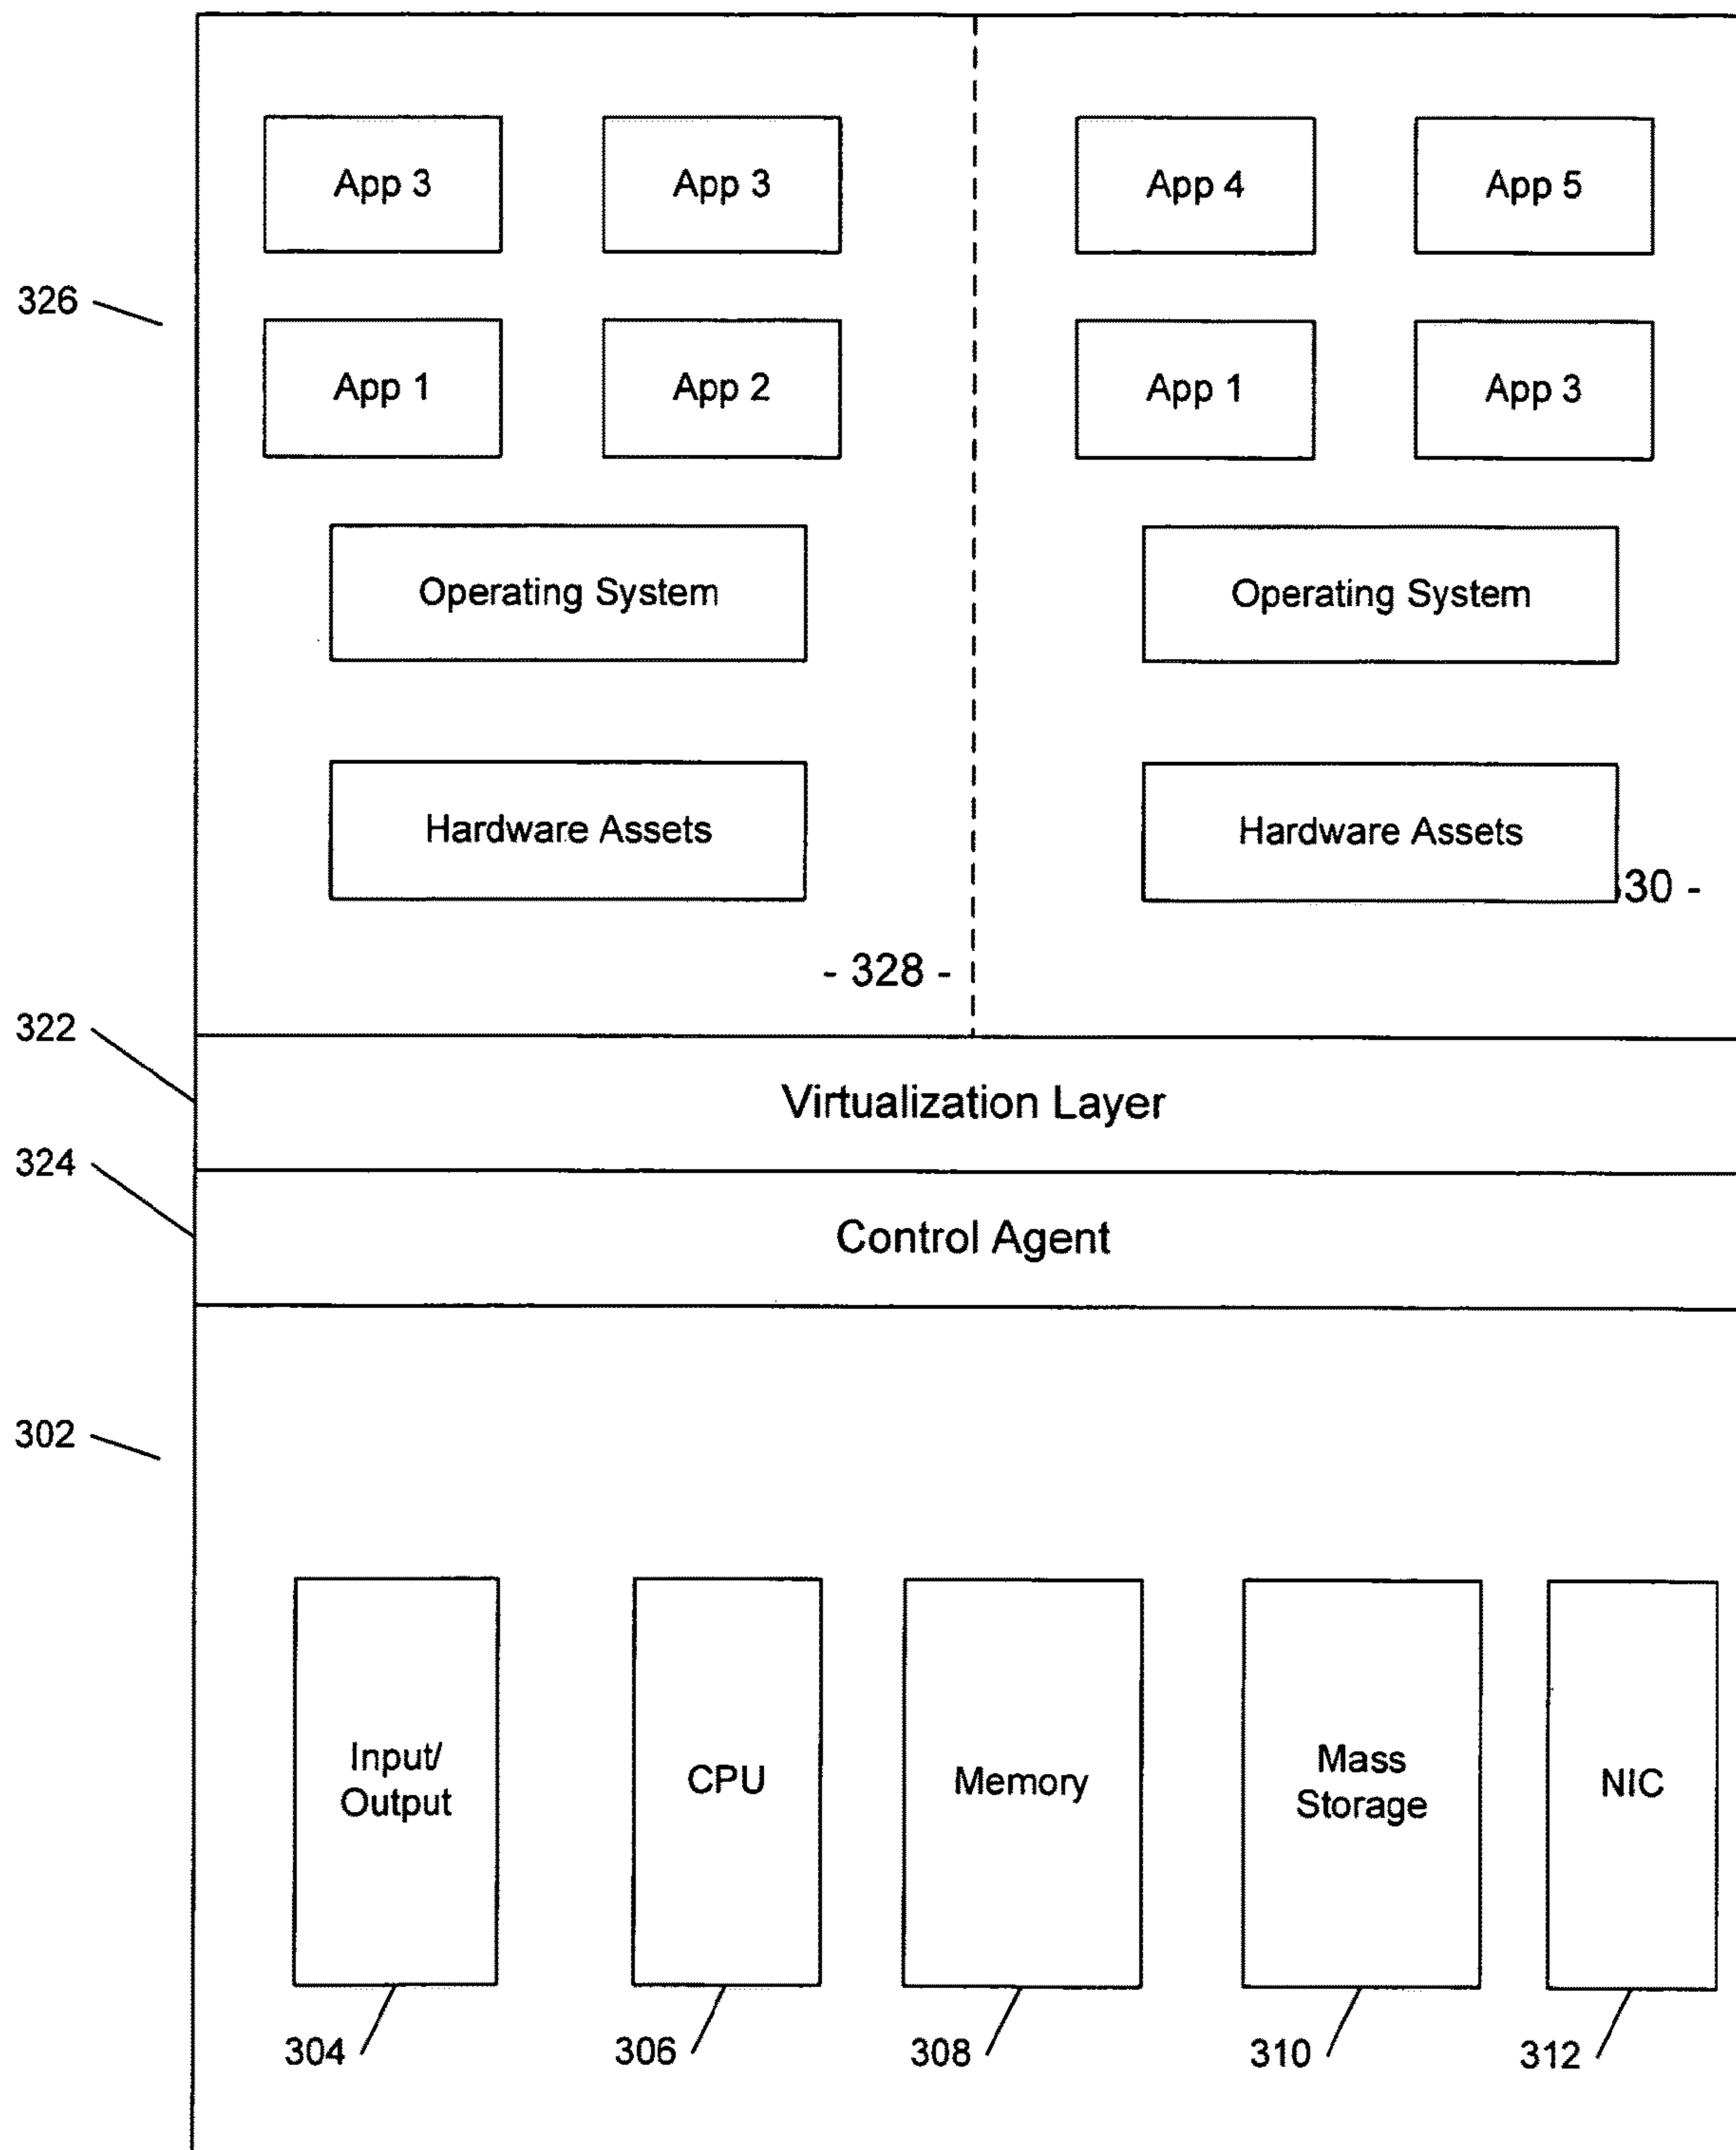 App 3
App 3
App 4
App 5
326
App 1
App 2
App 1
App 3
Operating System
Operating System
Hardware Assets
Hardware Assets
30 -
- 328 -
322
Virtualization Layer
324
Control Agent
302
Input/
Output
CPU
Memory
Mass
Storage
NIC
304
306
308
310
312